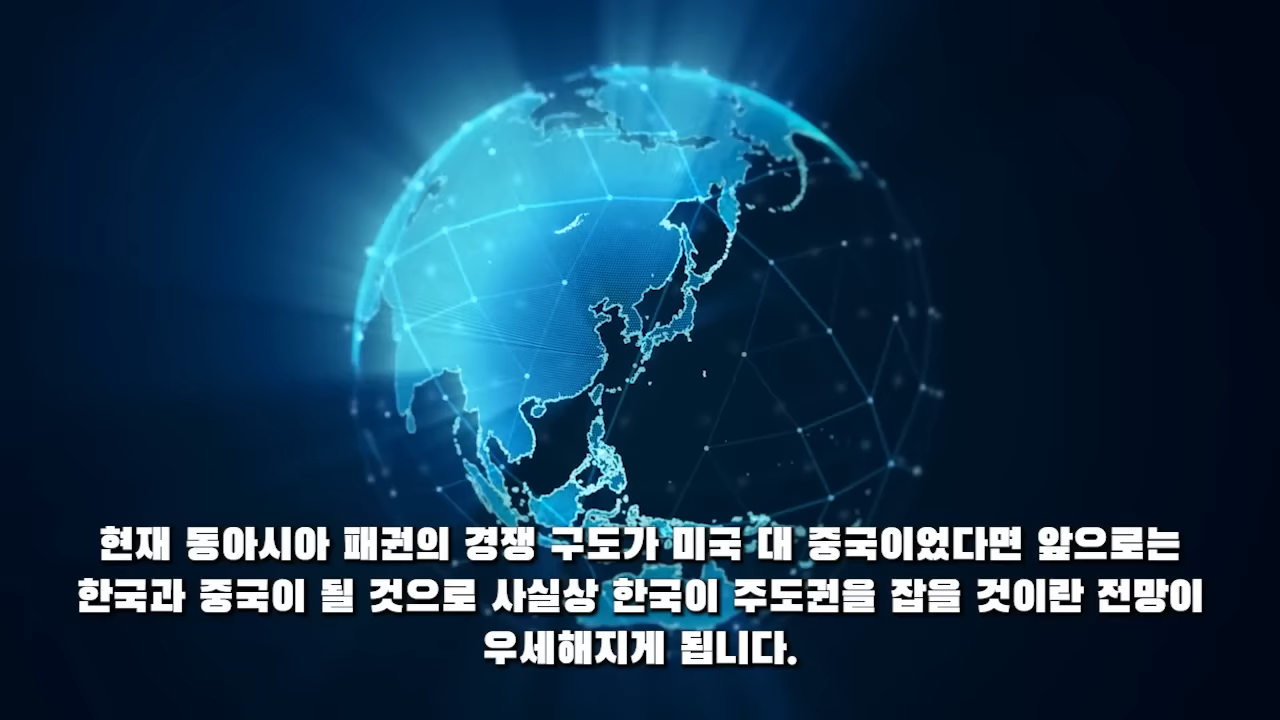 현재 동아시아 패권의 경쟁 구도가 미국 대 중국이었다면 앞으로는
한국과 중국이 될 것으로 사실상 한국이 주도권을 잡을 것이란 전망이
우세해지게 됩니다.